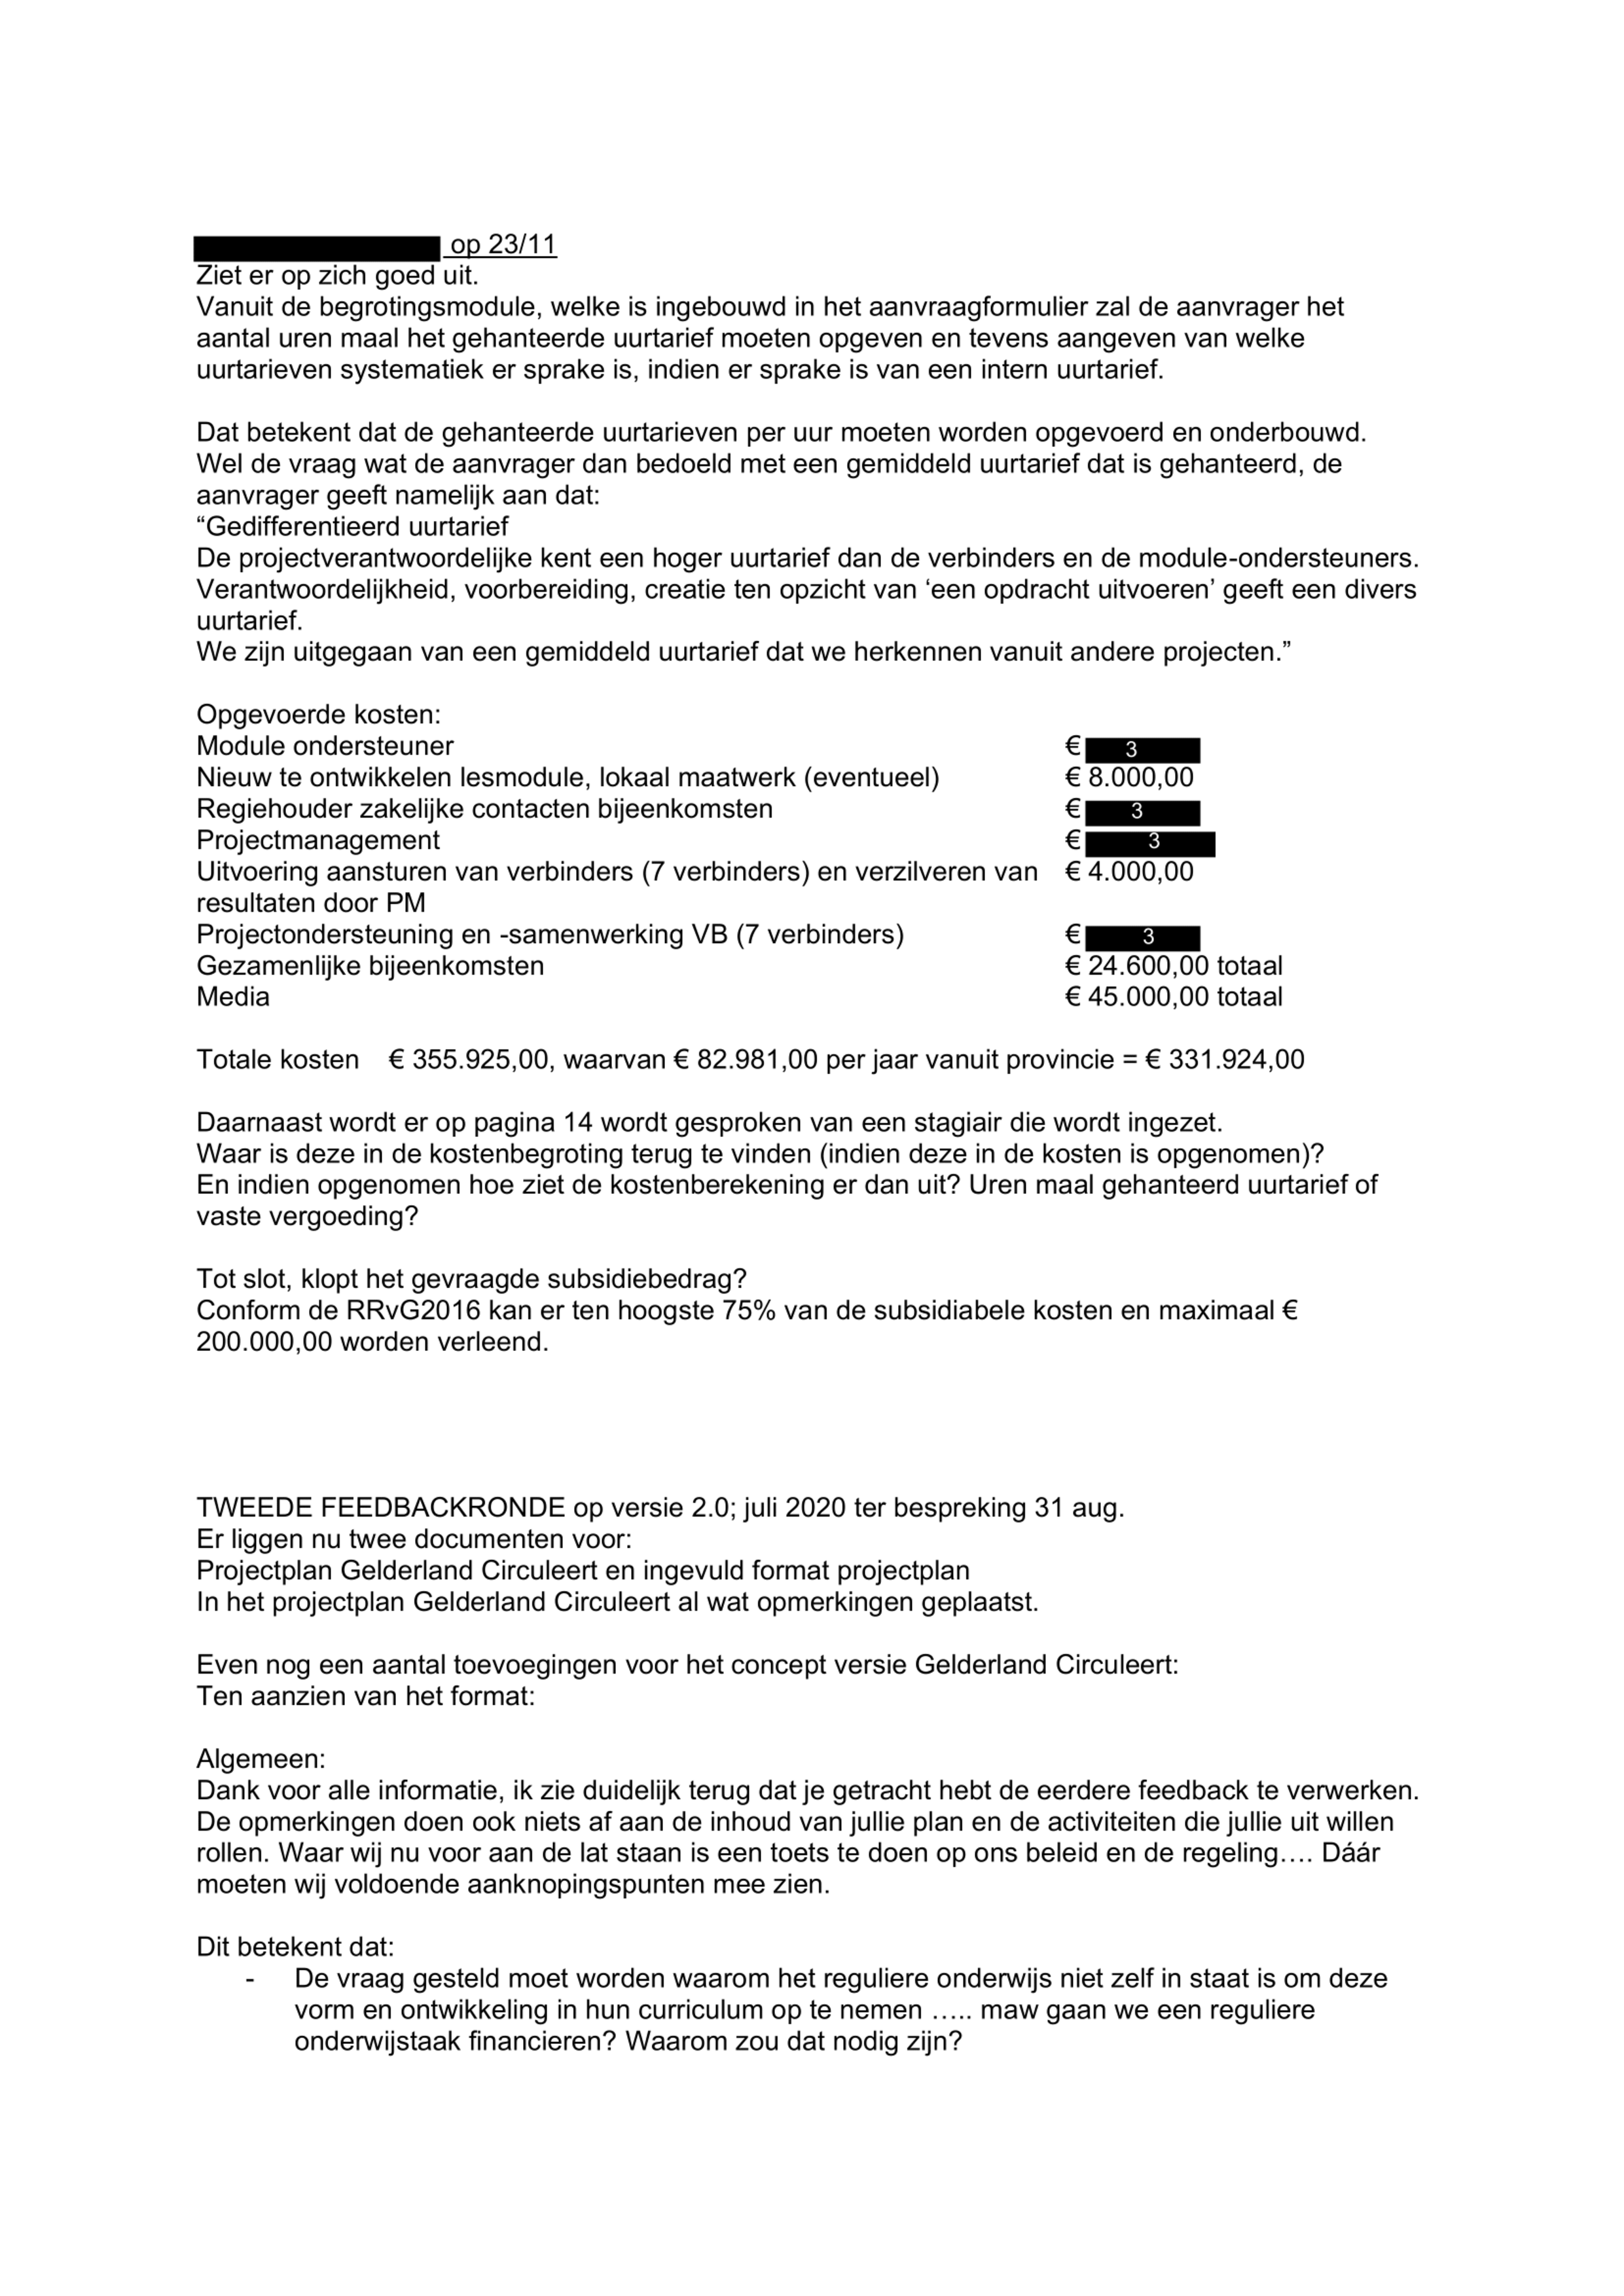 op 23/11
Ziet er op zich goed uit.
Vanuit de begrotingsmodule, welke is ingebouwd in het aanvraagformulier zal de aanvrager het
aantal uren maal het gehanteerde uurtarief moeten opgeven en tevens aangeven van welke
uurtarieven systematiek er sprake is, indien er sprake is van een intern uurtarief.

Dat betekent dat de gehanteerde uurtarieven per uur moeten worden opgevoerd en onderbouwd.
Wel de vraag wat de aanvrager dan bedoeld met een gemiddeld uurtarief dat is gehanteerd, de
aanvrager geeft namelijk aan dat:
“Gedifferentieerd uurtarief
De projectverantwoordelijke kent een hoger uurtarief dan de verbinders en de module-ondersteuners.
Verantwoordelijkheid, voorbereiding, creatie ten opzicht van ‘een opdracht uitvoeren’ geeft een divers
uurtarief.
We zijn uitgegaan van een gemiddeld uurtarief dat we herkennen vanuit andere projecten.”

Opgevoerde kosten:
Module ondersteuner € 3
Nieuw te ontwikkelen lesmodule, lokaal maatwerk (eventueel) € 8.000,00
Regiehouder zakelijke contacten bijeenkomsten € 3
Projectmanagement € 3
Uitvoering aansturen van verbinders (7 verbinders) en verzilveren van € 4.000,00
resultaten door PM
Projectondersteuning en -samenwerking VB (7 verbinders) € 3
Gezamenlijke bijeenkomsten € 24.600,00 totaal
Media € 45.000,00 totaal

Totale kosten € 355.925,00, waarvan € 82.981,00 per jaar vanuit provincie = € 331.924,00

Daarnaast wordt er op pagina 14 wordt gesproken van een stagiair die wordt ingezet.
Waar is deze in de kostenbegroting terug te vinden (indien deze in de kosten is opgenomen)?
En indien opgenomen hoe ziet de kostenberekening er dan uit? Uren maal gehanteerd uurtarief of
vaste vergoeding?

Tot slot, klopt het gevraagde subsidiebedrag?
Conform de RRvG2016 kan er ten hoogste 75% van de subsidiabele kosten en maximaal €
200.000,00 worden verleend.

TWEEDE FEEDBACKRONDE op versie 2.0; juli 2020 ter bespreking 31 aug.
Er liggen nu twee documenten voor:
Projectplan Gelderland Circuleert en ingevuld format projectplan
In het projectplan Gelderland Circuleert al wat opmerkingen geplaatst.

Even nog een aantal toevoegingen voor het concept versie Gelderland Circuleert:
Ten aanzien van het format:

Algemeen:
Dank voor alle informatie, ik zie duidelijk terug dat je getracht hebt de eerdere feedback te verwerken.
De opmerkingen doen ook niets af aan de inhoud van jullie plan en de activiteiten die jullie uit willen
rollen. Waar wij nu voor aan de lat staan is een toets te doen op ons beleid en de regeling…. Dáár
moeten wij voldoende aanknopingspunten mee zien.

Dit betekent dat:
- De vraag gesteld moet worden waarom het reguliere onderwijs niet zelf in staat is om deze
vorm en ontwikkeling in hun curriculum op te nemen ….. maw gaan we een reguliere
onderwijstaak financieren? Waarom zou dat nodig zijn?